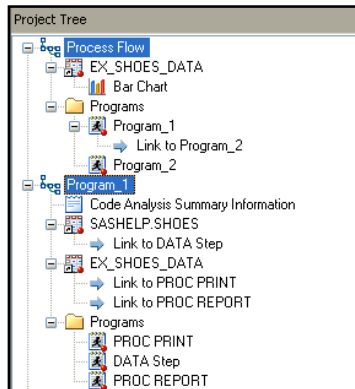 Project Tree
Process Flow
EX_SHOES_DATA
Bar Chart
Programs
Program_1
Link to Program_2
Program_2
Program_1
Code Analysis Summary Information
SASHELP.SHOES
Link to DATA Step
EX_SHOES_DATA
Link to PROC PRINT
Link to PROC REPORT
Programs
PROC PRINT
DATA Step
PROC REPORT